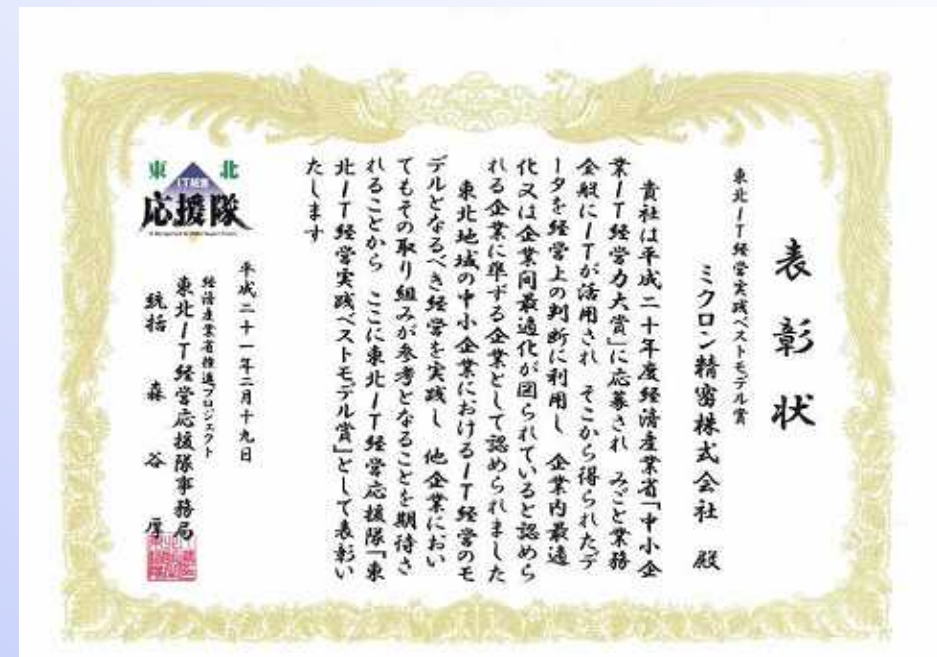 表彰状
東北IT経営実践ベストモデル賞
ミクロン精密株式会社 殿
貴社は平成二十年度経済産業省「中小企
業IT経営力大賞」に応募され みごと業務
全般にITが活用され そこから得られたデ
ータを経営上の判断に利用し 企業内最適
化又は企業間最適化が図られていると認めら
れる企業に準ずる企業として認められました
東北地域の中小企業におけるIT経営のモ
デルとなるべき経営を実践し 他企業におい
てもその取り組みが参考となることを期待さ
れることから ここに東北IT経営応援隊「東
北IT経営実践ベストモデル賞」として表彰い
たします
平成二十一年二月十九日
経済産業省推進プロジェクト
東北IT経営応援隊事務局
統括 森谷 厚
東北
IT経営
応援隊